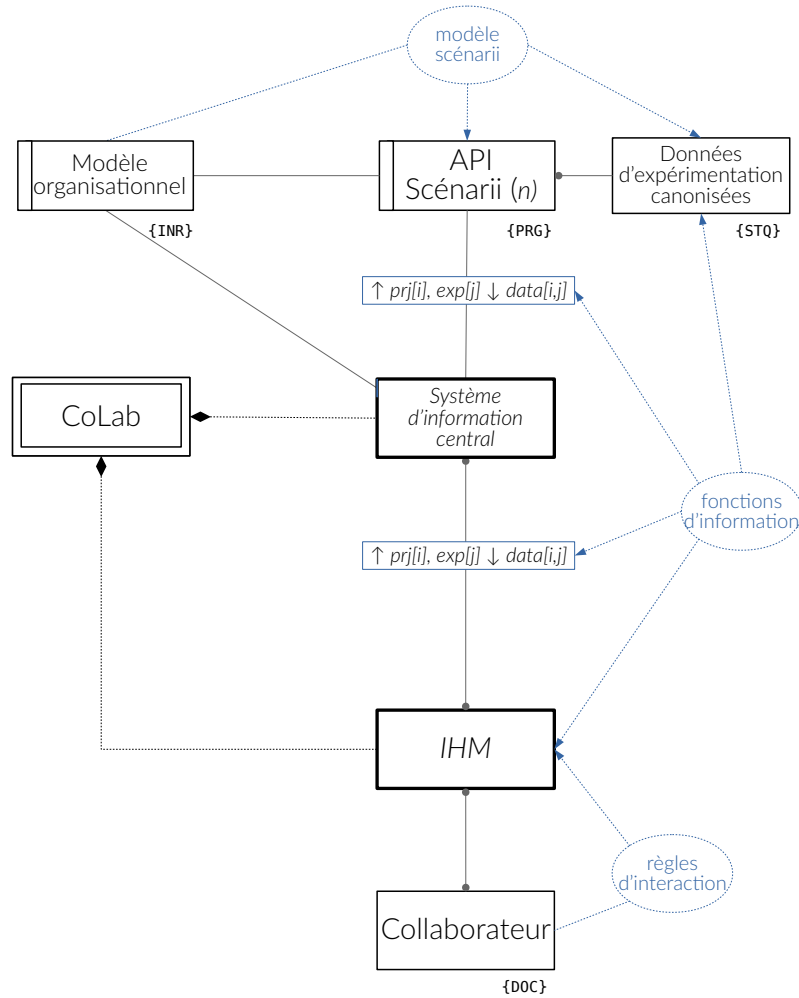 modèle
scénarii
Modèle
organisationnel
{INR}
API
Scénarii (n)
{PRG}
Données
d'expérimentation
canonisées
{STQ}
↑ prj[i], exp[j] ↓ data[i,j]
CoLab
Système
d'information
central
fonctions
d'information
↑ prj[i], exp[j] ↓ data[i,j]
IHM
règles
d'interaction
Collaborateur
{DOC}